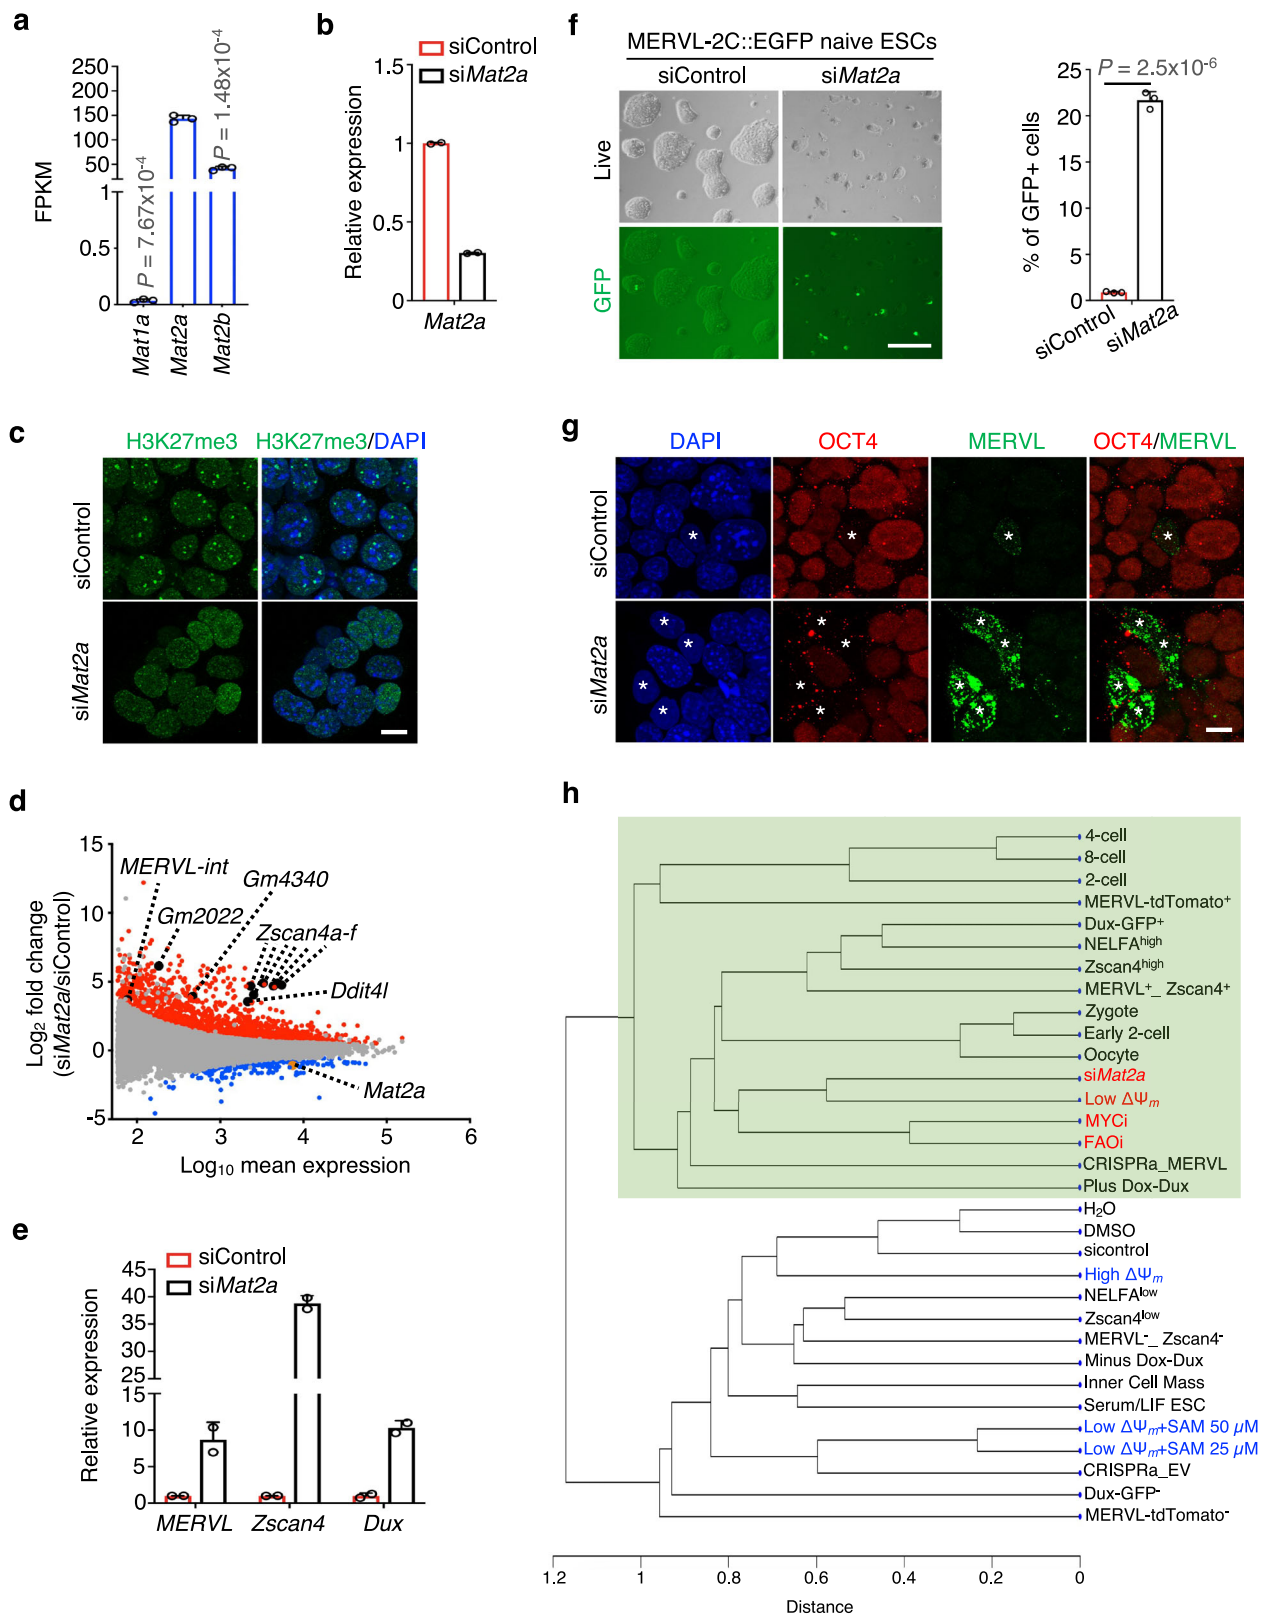 a
250
200
150
100
50
1
0.5
0
FPKM
P = 7.67x10⁻⁴
P = 1.48x10⁻⁴
Mat1a
Mat2a
Mat2b
b
siControl
siMat2a
1.5
1
0.5
0
Relative expression
Mat2a
c
H3K27me3
H3K27me3/DAPI
siControl
siMat2a
d
15
10
5
0
-5
Log₂ fold change
(siMat2a/siControl)
MERVL-int
Gm4340
Gm2022
Zscan4a-f
Ddit4l
Mat2a
2 3 4 5 6
Log₁₀ mean expression
e
siControl
siMat2a
45
40
35
30
25
15
10
5
0
Relative expression
MERVL Zscan4 Dux
f
MERVL-2C::EGFP naive ESCs
siControl siMat2a
Live
GFP
P = 2.5x10⁻⁶
25
20
15
10
5
0
% of GFP+ cells
siControl
siMat2a
g
DAPI OCT4 MERVL OCT4/MERVL
siControl
* * *
siMat2a
* * * *
* * * *
* * * *
* * * *
h
4-cell
8-cell
2-cell
MERVL-tdTomato⁺
Dux-GFP⁺
NELFAʰⁱᵍʰ
Zscan4ʰⁱᵍʰ
MERVL⁺_ Zscan4⁺
Zygote
Early 2-cell
Oocyte
siMat2a
Low ΔΨₘ
MYCi
FAOi
CRISPRa_MERVL
Plus Dox-Dux
H₂O
DMSO
sicontrol
High ΔΨₘ
NELFAˡᵒʷ
Zscan4ˡᵒʷ
MERVL⁻_ Zscan4⁻
Minus Dox-Dux
Inner Cell Mass
Serum/LIF ESC
Low ΔΨₘ+SAM 50 µM
Low ΔΨₘ+SAM 25 µM
CRISPRa_EV
Dux-GFP⁻
MERVL-tdTomato⁻
1.2 1 0.8 0.6 0.4 0.2 0
Distance